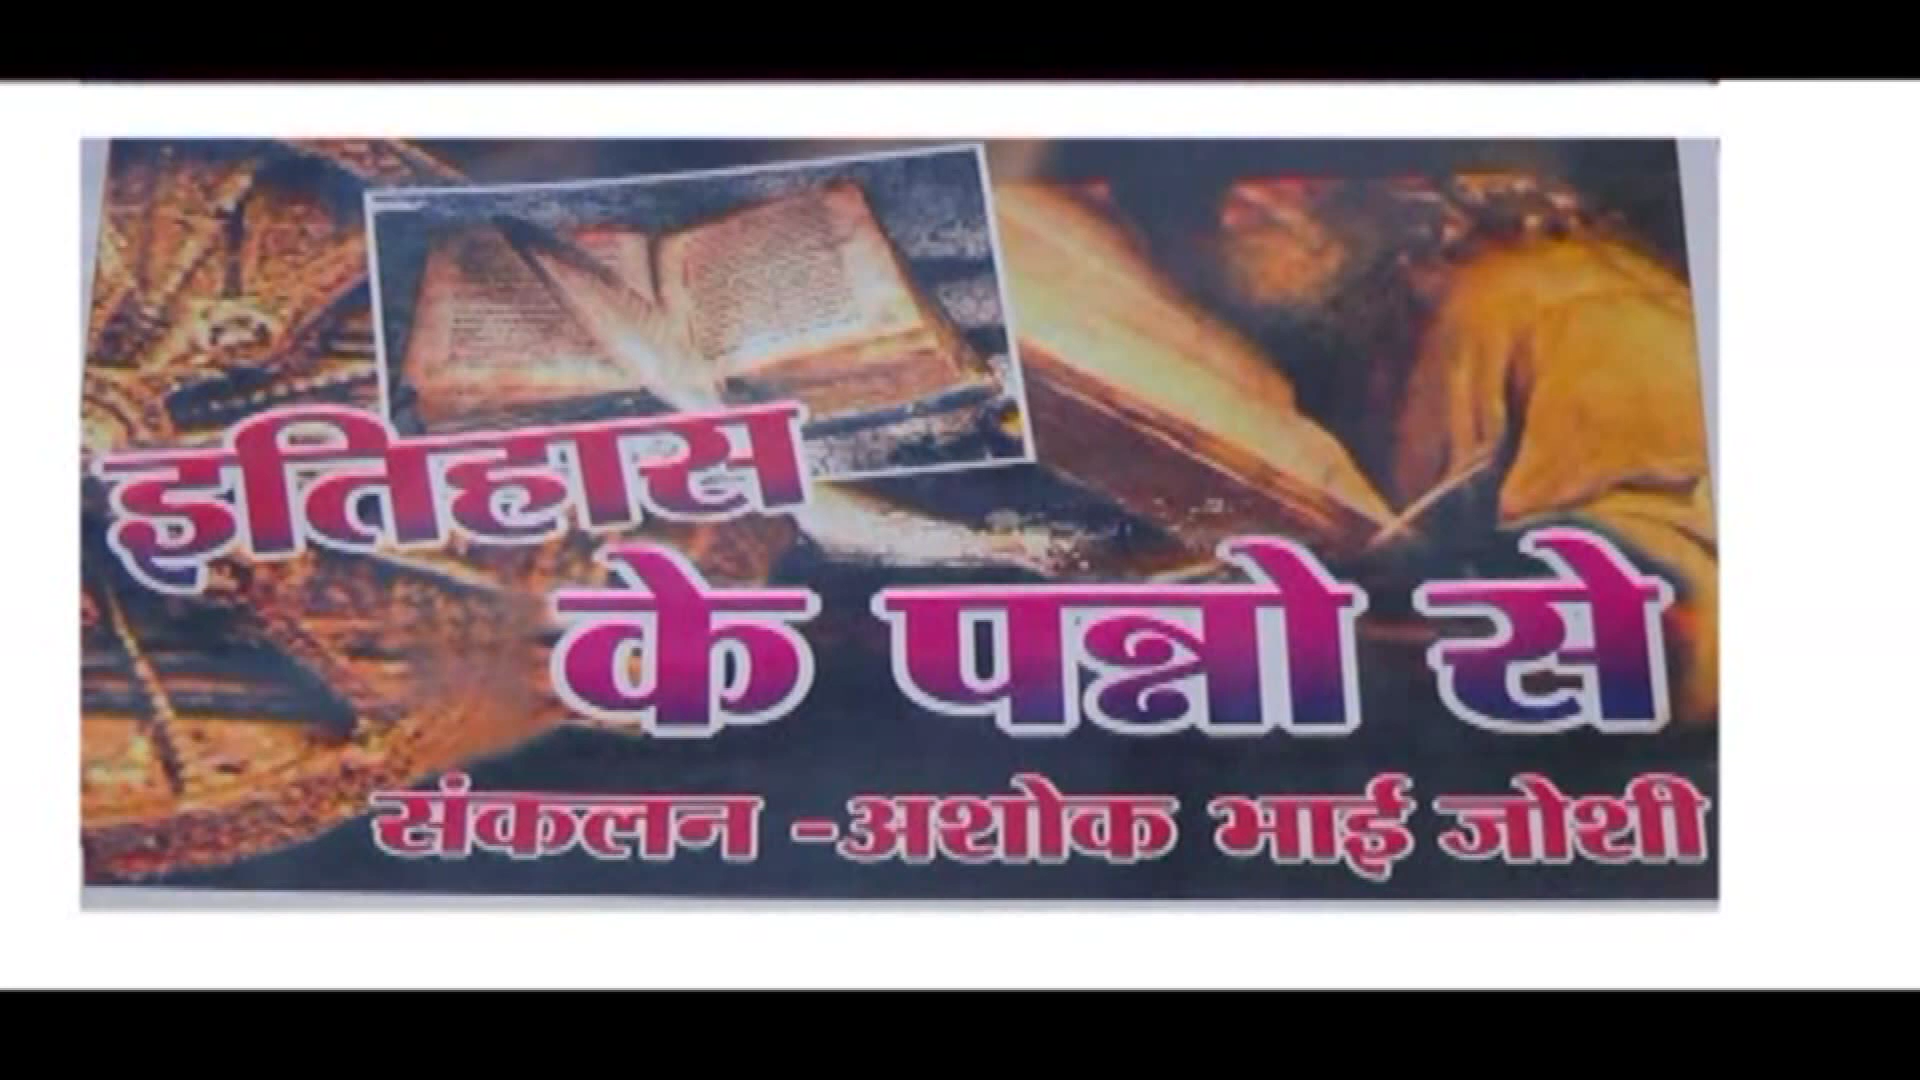 इतिहास
के पन्नो से
संकलन -अशोक भाई जोशी